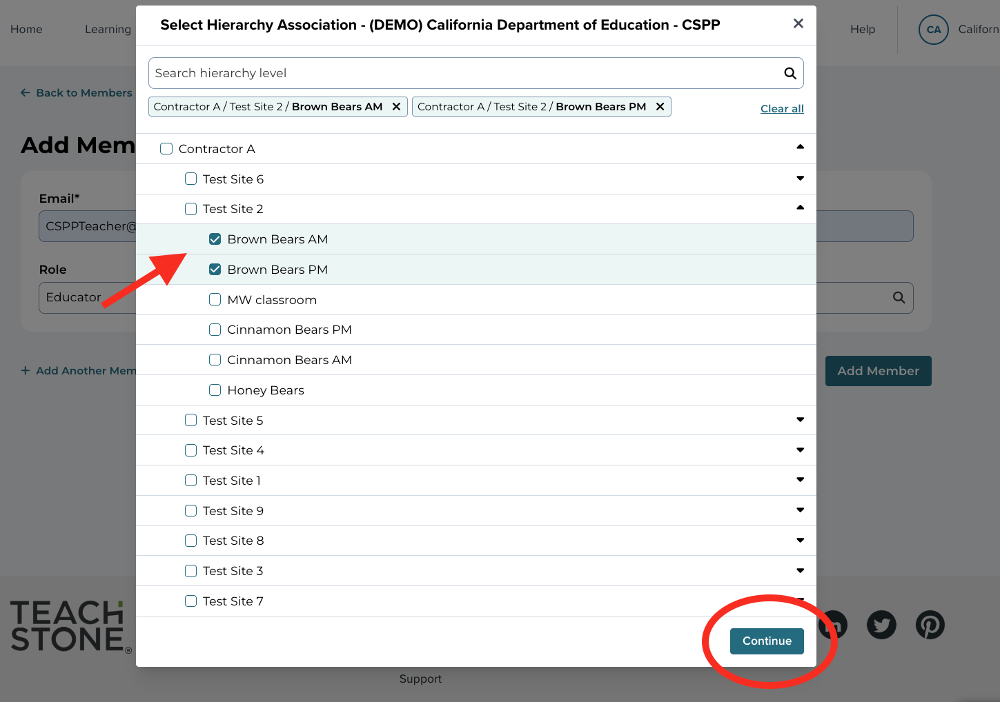 Home
Learning
Help
CA
Californ
Select Hierarchy Association - (DEMO) California Department of Education - CSPP
Search hierarchy level
Back to Members
Contractor A / Test Site 2 / Brown Bears AM
Contractor A / Test Site 2 / Brown Bears PM
Clear all
Add Mem
Contractor A
Test Site 6
Email*
Test Site 2
CSPPTeacher@
Brown Bears AM
Role
Brown Bears PM
Educator
MW classroom
Cinnamon Bears PM
Cinnamon Bears AM
+ Add Another Mem
Add Member
Honey Bears
Test Site 5
Test Site 4
Test Site 1
Test Site 9
Test Site 8
Test Site 3
Test Site 7
TEACH
STONE®
in
Continue
Support